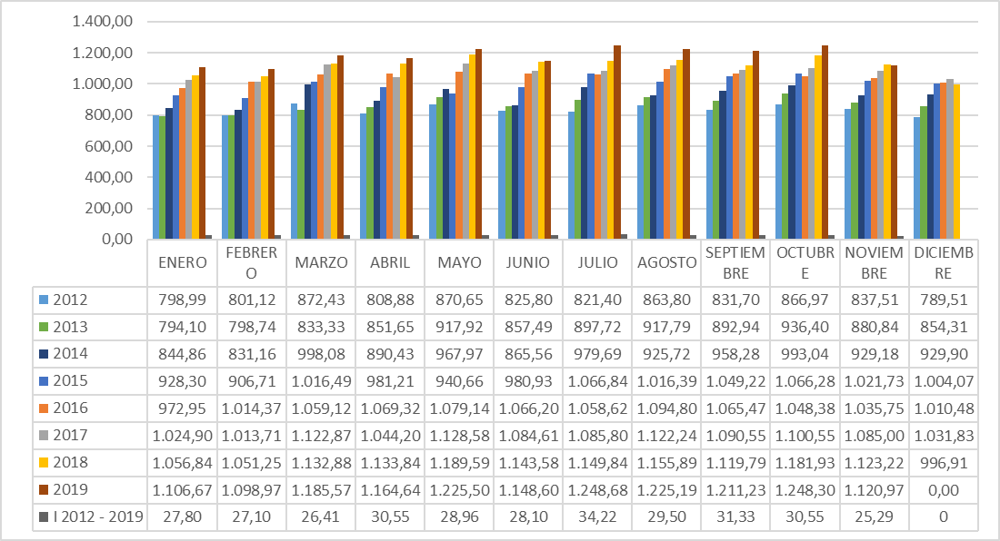 1.400,00
1.200,00
1.000,00
800,00
600,00
400,00
200,00
0,00
ENERO FEBRER
O MARZO ABRIL MAYO JUNIO JULIO AGOSTO SEPTIEM
BRE OCTUBR
E NOVIEM
BRE DICIEMB
RE
2012 798,99 801,12 872,43 808,88 870,65 825,80 821,40 863,80 831,70 866,97 837,51 789,51
2013 794,10 798,74 833,33 851,65 917,92 857,49 897,72 917,79 892,94 936,40 880,84 854,31
2014 844,86 831,16 998,08 890,43 967,97 865,56 979,69 925,72 958,28 993,04 929,18 929,90
2015 928,30 906,71 1.016,49 981,21 940,66 980,93 1.066,84 1.016,39 1.049,22 1.066,28 1.021,73 1.004,07
2016 972,95 1.014,37 1.059,12 1.069,32 1.079,14 1.066,20 1.058,62 1.094,80 1.065,47 1.048,38 1.035,75 1.010,48
2017 1.024,90 1.013,71 1.122,87 1.044,20 1.128,58 1.084,61 1.085,80 1.122,24 1.090,55 1.100,55 1.085,00 1.031,83
2018 1.056,84 1.051,25 1.132,88 1.133,84 1.189,59 1.143,58 1.149,84 1.155,89 1.119,79 1.181,93 1.123,22 996,91
2019 1.106,67 1.098,97 1.185,57 1.164,64 1.225,50 1.148,60 1.248,68 1.225,19 1.211,23 1.248,30 1.120,97 0,00
I 2012 - 2019 27,80 27,10 26,41 30,55 28,96 28,10 34,22 29,50 31,33 30,55 25,29 0